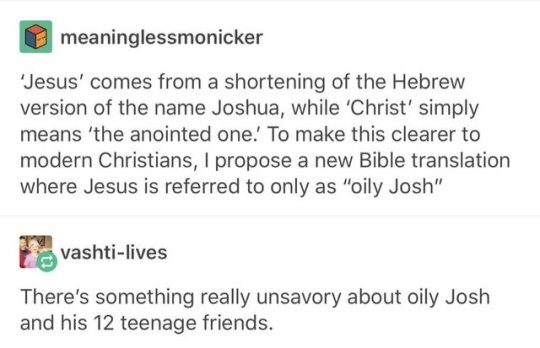 meaninglessmonicker
‘Jesus’ comes from a shortening of the Hebrew
version of the name Joshua, while ‘Christ’ simply
means ‘the anointed one.’ To make this clearer to
modern Christians, I propose a new Bible translation
where Jesus is referred to only as “oily Josh”
vashti-lives
There’s something really unsavory about oily Josh
and his 12 teenage friends.